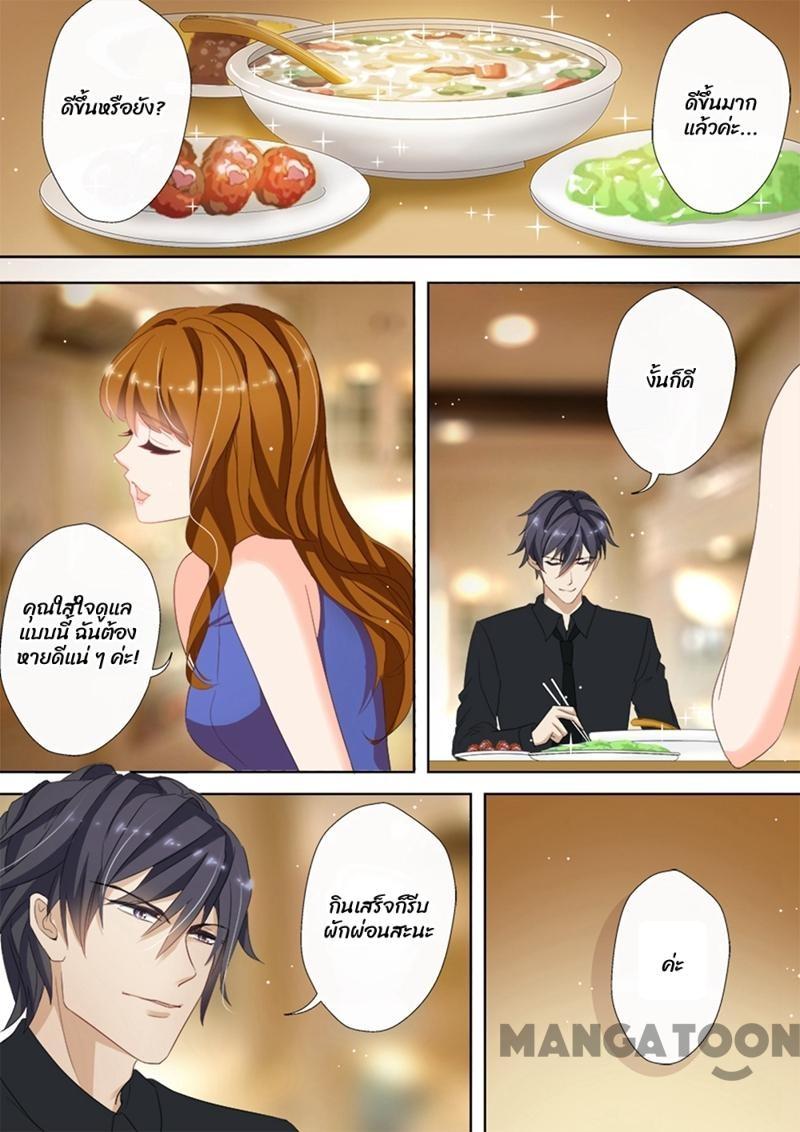 ดีขึ้นหรือยัง?
ดีขึ้นมาก
แล้วค่ะ...
งั้นก็ดี
คุณใส่ใจดูแล
แบบนี้ ฉันต้อง
หายดีแน่ ๆ ค่ะ!
กินเสร็จก็รีบ
ผักผ่อนสะนะ
ค่ะ
MANGATOON